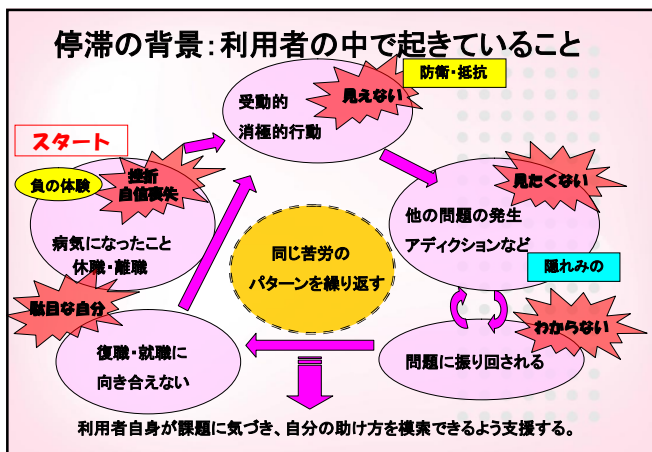 停滞の背景：利用者の中で起きていること
防衛・抵抗
見えない
受動的
消極的行動
スタート
負の体験
挫折
自信喪失
病気になったこと
休職・離職
見たくない
他の問題の発生
アディクションなど
隠れみの
同じ苦労の
パターンを繰り返す
駄目な自分
わからない
復職・就職に
向き合えない
問題に振り回される
利用者自身が課題に気づき、自分の助け方を模索できるよう支援する。